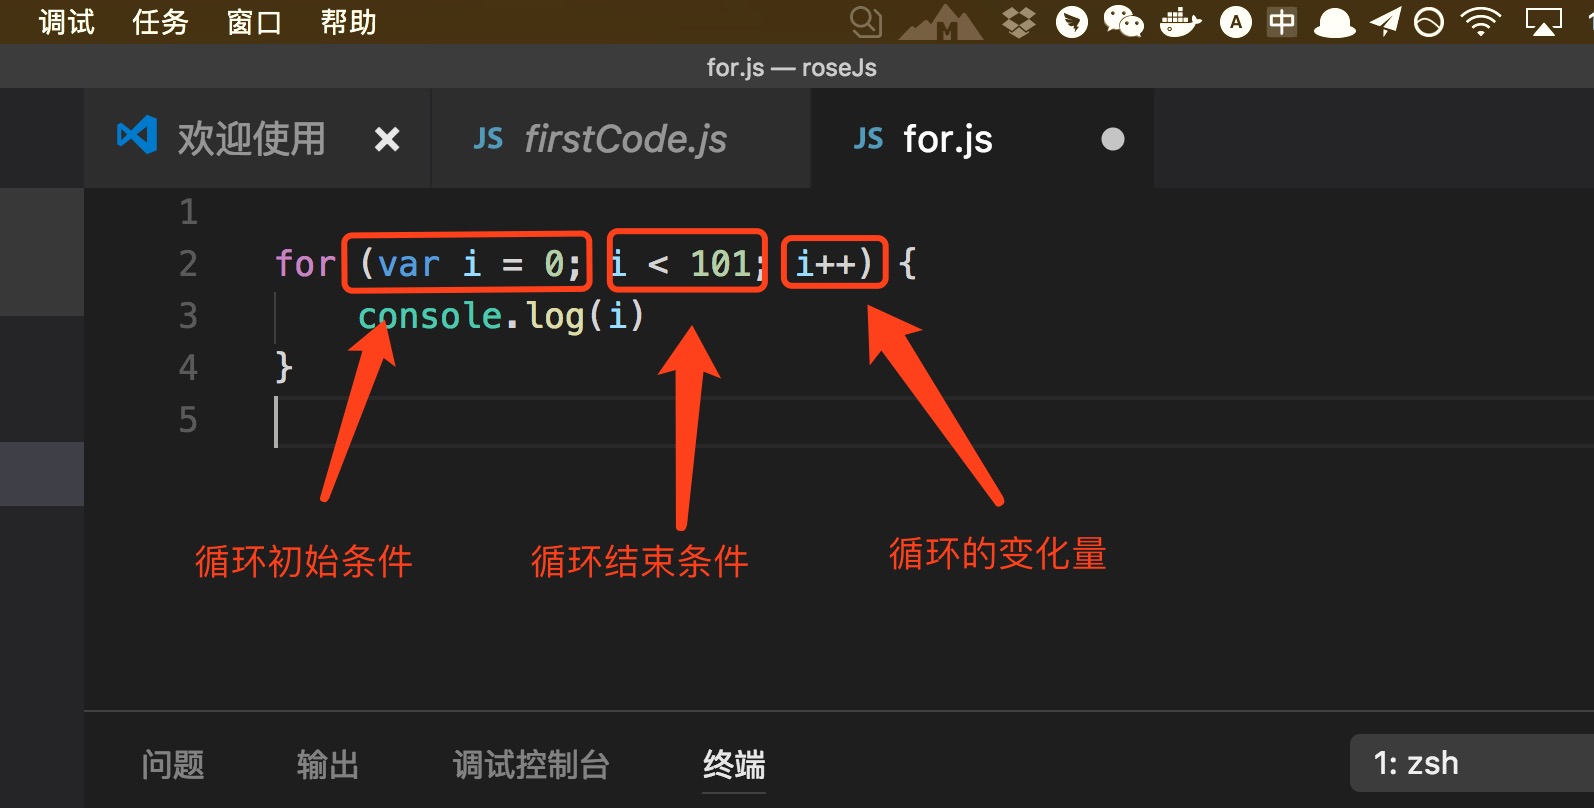 调试 任务 窗口 帮助 A 中
for.js — roseJs
欢迎使用 JS firstCode.js JS for.js
1
2 for (var i = 0; i < 101; i++) {
3 console.log(i)
4 }
5
循环初始条件 循环结束条件 循环的变化量
问题 输出 调试控制台 终端 1: zsh